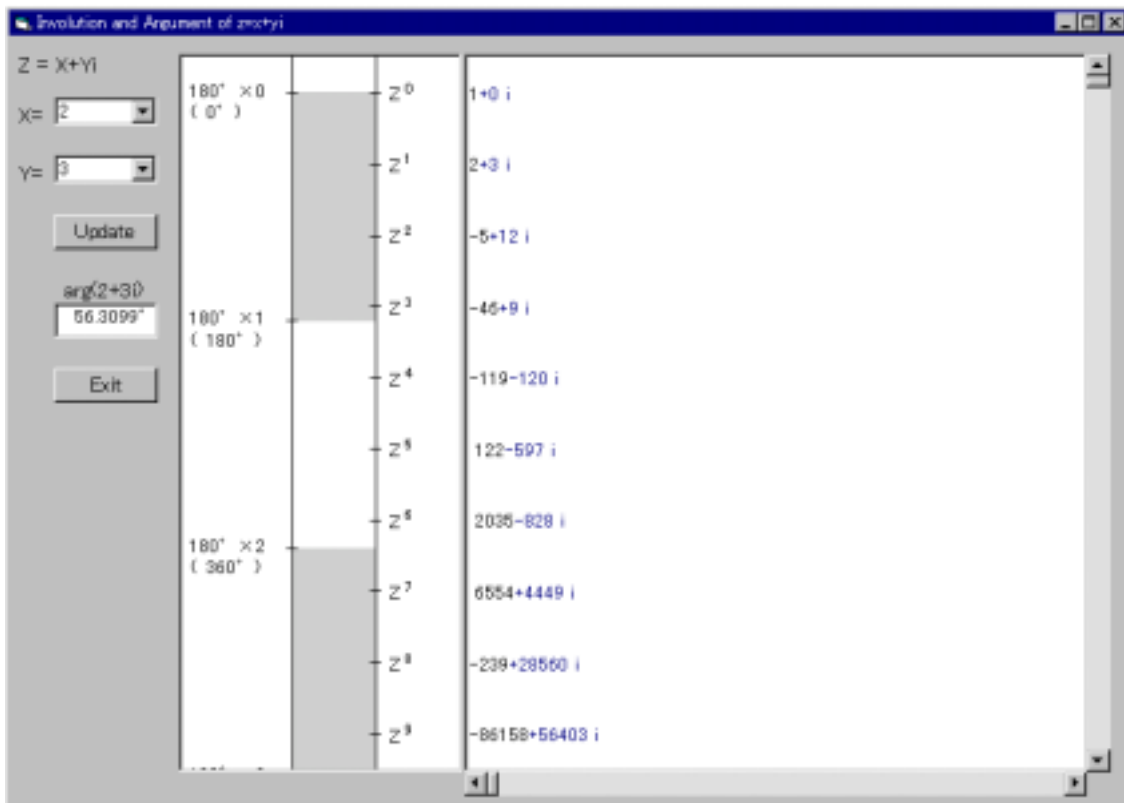 Involution and Argument of z=x+yi
Z = X+Yi
X= 2
Y= 3
Update
arg(2+3i)
56.3099°
Exit
180° ×0
( 0° )
180° ×1
( 180° )
180° ×2
( 360° )
Z⁰ 1+0 i
Z¹ 2+3 i
Z² -5+12 i
Z³ -46+9 i
Z⁴ -119-120 i
Z⁵ 122-597 i
Z⁶ 2035-828 i
Z⁷ 6554+4449 i
Z⁸ -239+28560 i
Z⁹ -86158+56403 i